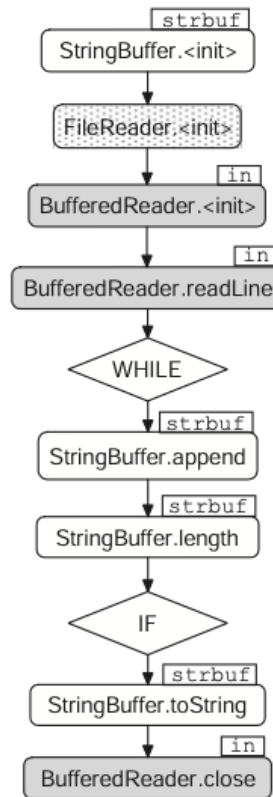 strbuf
StringBuffer.<init>
FileReader.<init>
in
BufferedReader.<init>
in
BufferedReader.readLine
WHILE
strbuf
StringBuffer.append
strbuf
StringBuffer.length
IF
strbuf
StringBuffer.toString
in
BufferedReader.close